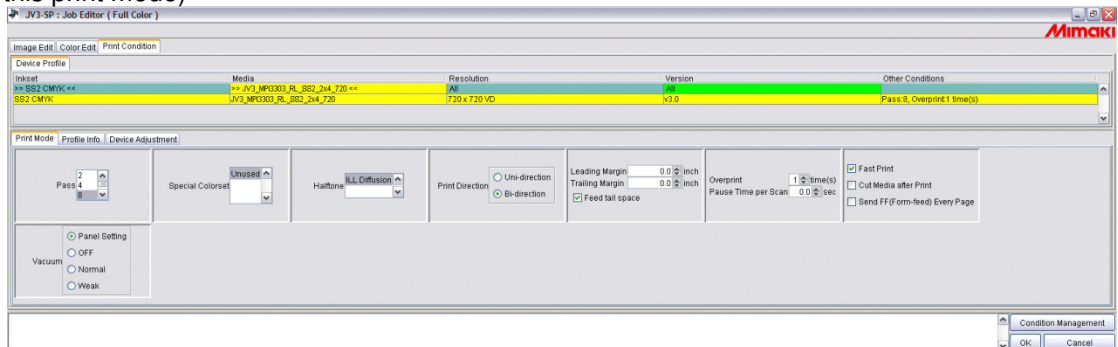 this print mode)
JV3-SP : Job Editor ( Full Color )
Mimaki
Image Edit Color Edit Print Condition
Device Profile
Inkset Media Resolution Version Other Conditions
>> SS2 CMYK << >> JV3_MPI3303_RL_SS2_2x4_720 << All All
SS2 CMYK JV3_MPI3303_RL_SS2_2x4_720 720 x 720 VD v3.0 Pass:8, Overprint:1 time(s)
Print Mode Profile Info. Device Adjustment
Pass 2 4 8
Special Colorset Unused
Halftone ILL Diffusion
Print Direction Uni-direction
Bi-direction
Leading Margin 0.0 inch
Trailing Margin 0.0 inch
Feed tail space
Overprint 1 time(s)
Pause Time per Scan 0.0 sec
Fast Print
Cut Media after Print
Send FF(Form-feed) Every Page
Vacuum Panel Setting
OFF
Normal
Weak
Condition Management
OK Cancel